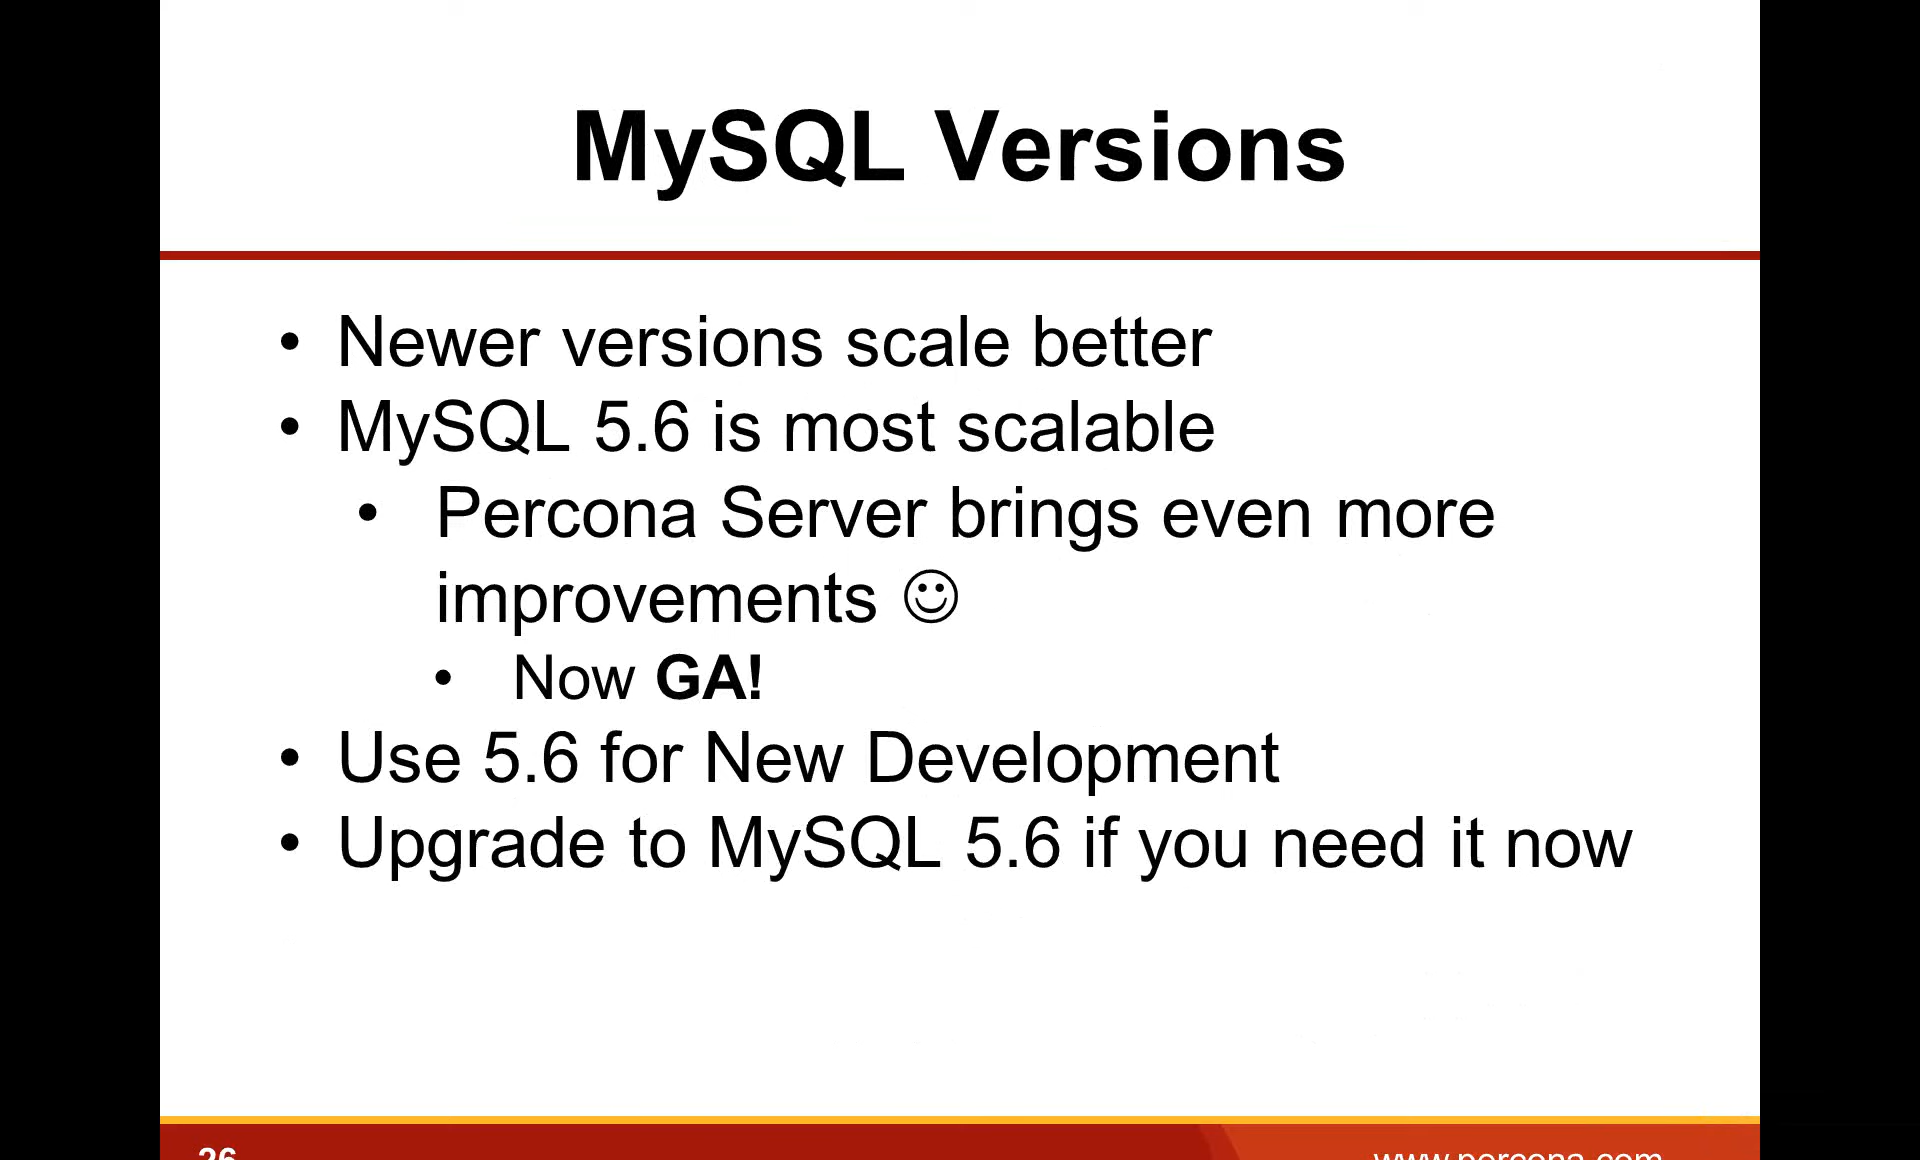 MySQL Versions
• Newer versions scale better
• MySQL 5.6 is most scalable
• Percona Server brings even more
improvements ☺
• Now GA!
• Use 5.6 for New Development
• Upgrade to MySQL 5.6 if you need it now
26
www.percona.com